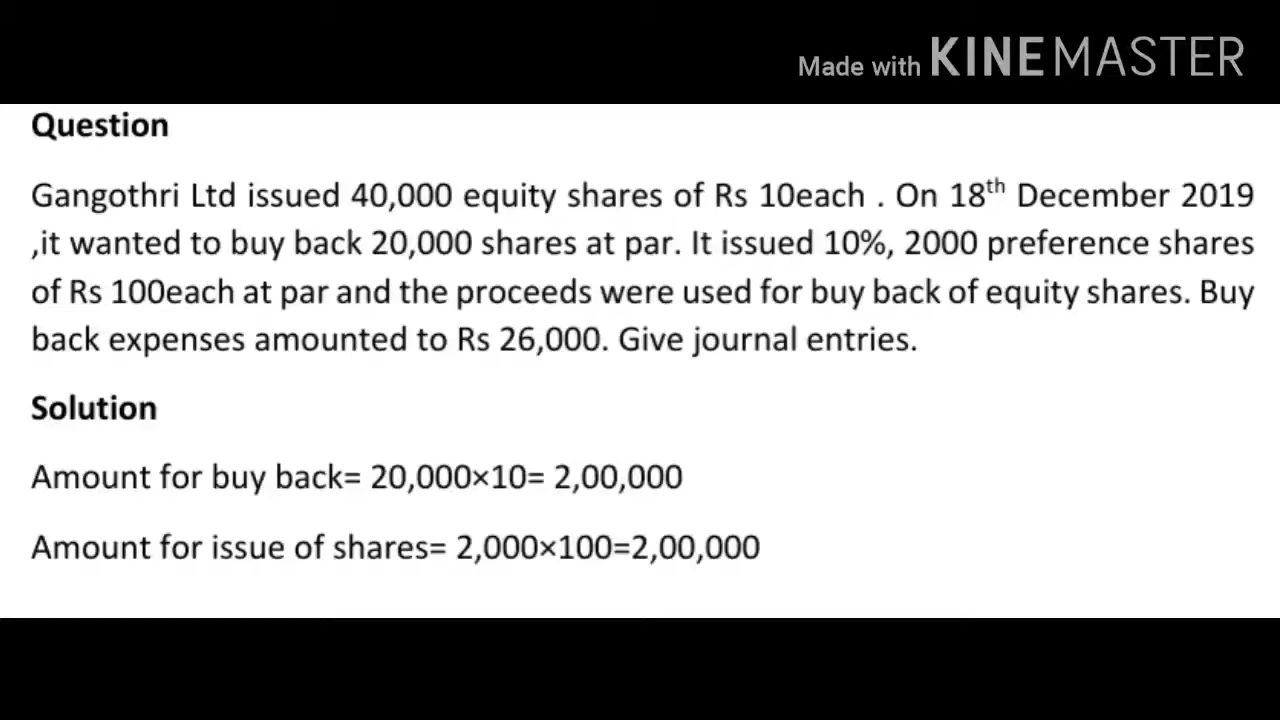 Made with KINEMASTER
Question
Gangothri Ltd issued 40,000 equity shares of Rs 10each . On 18th December 2019
,it wanted to buy back 20,000 shares at par. It issued 10%, 2000 preference shares
of Rs 100each at par and the proceeds were used for buy back of equity shares. Buy
back expenses amounted to Rs 26,000. Give journal entries.
Solution
Amount for buy back= 20,000×10= 2,00,000
Amount for issue of shares= 2,000×100=2,00,000